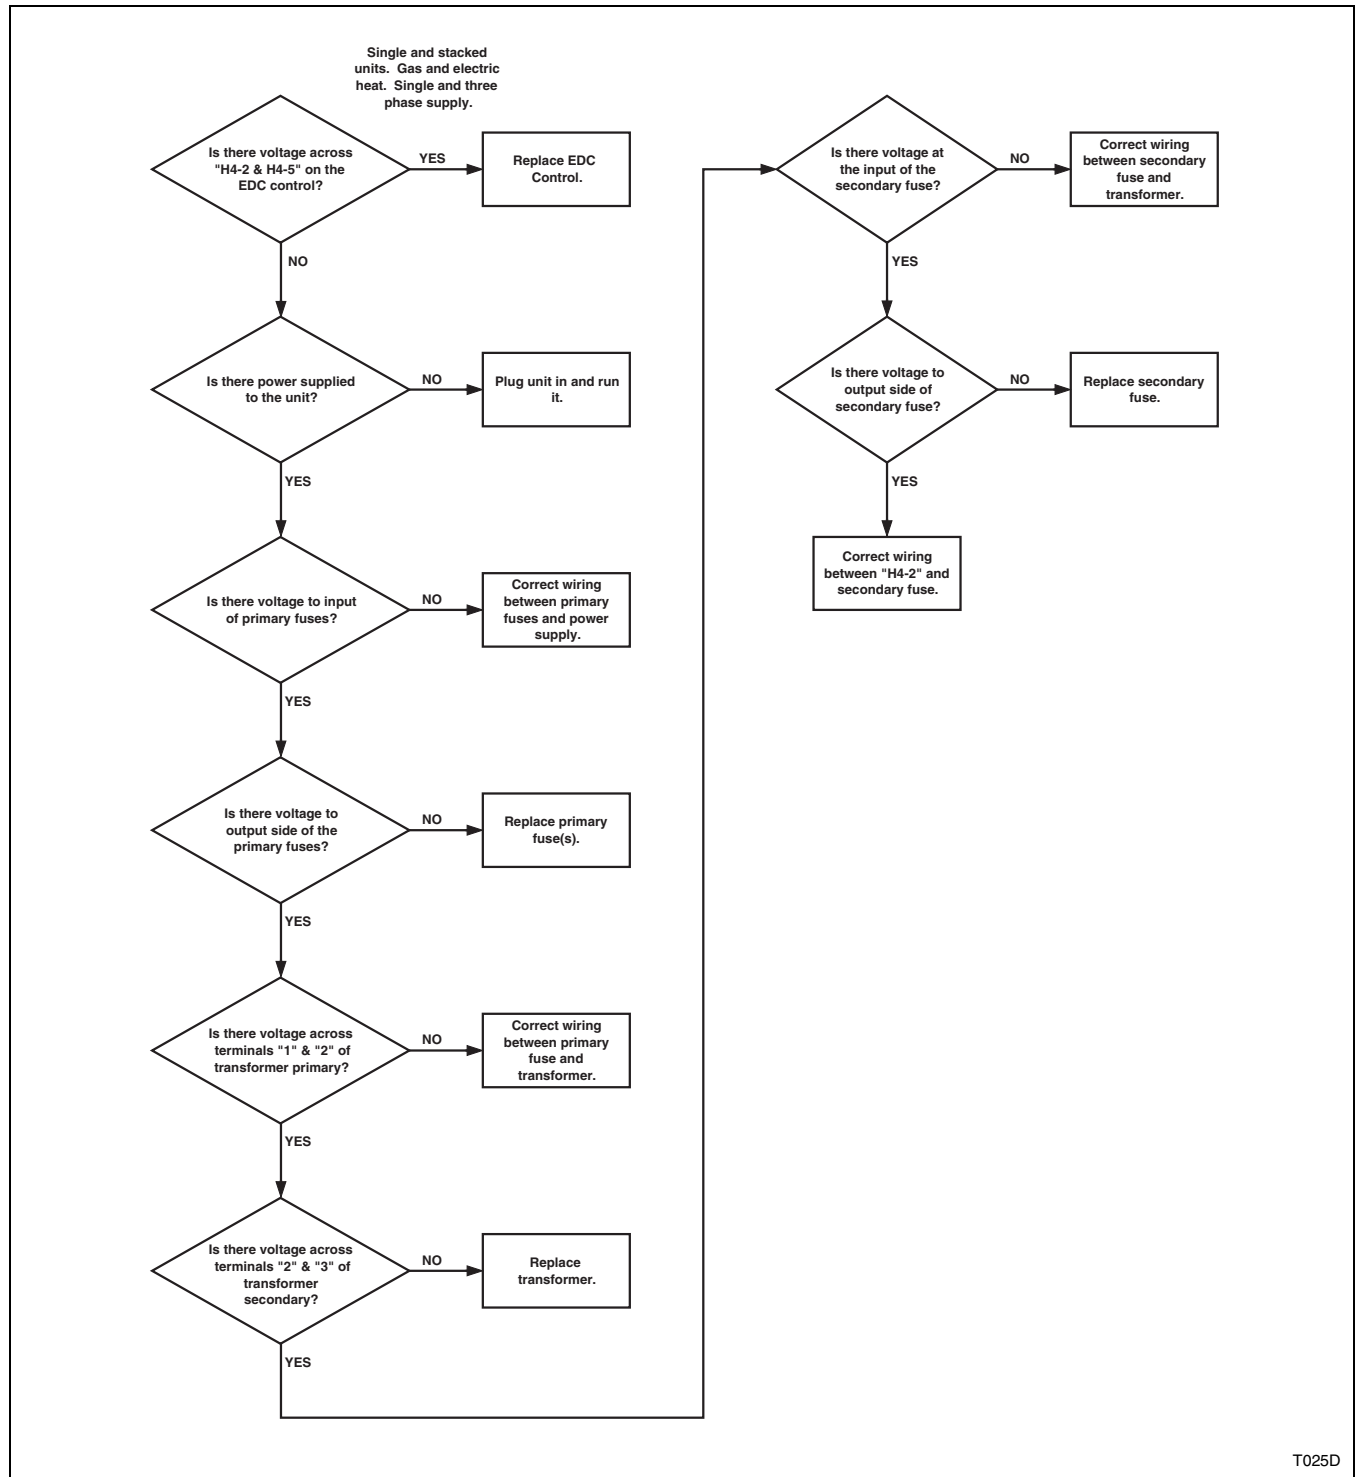 Single and stacked
units.  Gas and electric
heat.  Single and three
phase supply.
Is there voltage across
"H4-2 & H4-5" on the
EDC control?
YES
Replace EDC
Control.
NO
Is there power supplied
to the unit?
NO
Plug unit in and run
it.
YES
Is there voltage to input
of primary fuses?
NO
Correct wiring
between primary
fuses and power
supply.
YES
Is there voltage to
output side of the
primary fuses?
NO
Replace primary
fuse(s).
YES
Is there voltage across
terminals "1" & "2" of
transformer primary?
NO
Correct wiring
between primary
fuse and
transformer.
YES
Is there voltage across
terminals "2" & "3" of
transformer
secondary?
NO
Replace
transformer.
YES
Is there voltage at
the input of the
secondary fuse?
NO
Correct wiring
between secondary
fuse and
transformer.
YES
Is there voltage to
output side of
secondary fuse?
NO
Replace secondary
fuse.
YES
Correct wiring
between "H4-2" and
secondary fuse.
T025D